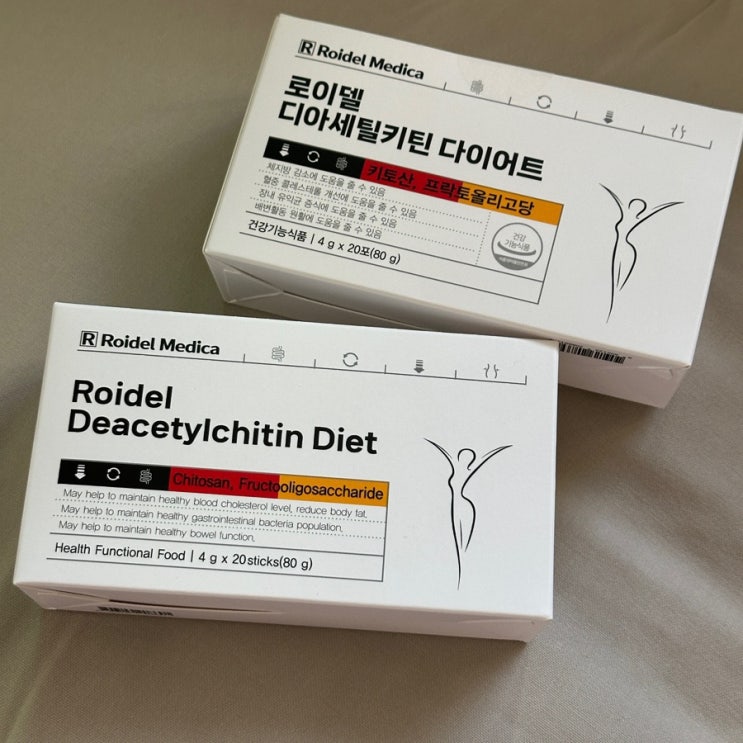 Roidel Medica
로이델
디아세틸키틴 다이어트
키토산, 프락토올리고당
체지방 감소에 도움을 줄 수 있음
혈중 콜레스테롤 개선에 도움을 줄 수 있음
장내 유익균 증식에 도움을 줄 수 있음
배변활동 원활에 도움을 줄 수 있음
건강기능식품 | 4 g x 20포(80 g)
건강
기능식품
R Roidel Medica
Roidel
Deacetylchitin Diet
Chitosan, Fructooligosaccharide
May help to maintain healthy blood cholesterol level, reduce body fat.
May help to maintain healthy gastrointestinal bacteria population.
May help to maintain healthy bowel function.
Health Functional Food | 4 g x 20sticks(80 g)